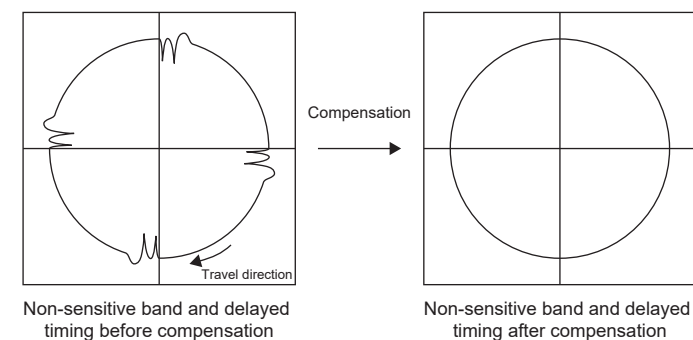 Compensation
Travel direction
Non-sensitive band and delayed
timing before compensation
Non-sensitive band and delayed
timing after compensation